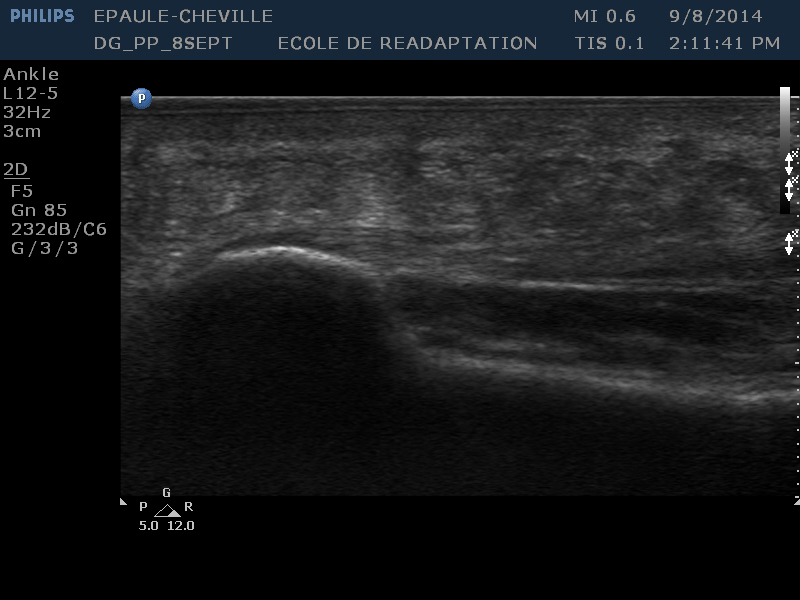 PHILIPS EPAULE-CHEVILLE MI 0.6 9/8/2014
DG_PP_8SEPT ECOLE DE READAPTATION TIS 0.1 2:11:41 PM
Ankle
L12-5
32Hz
3cm
2D
F5
Gn 85
232dB/C6
G/3/3
P
G
P R
5.0 12.0